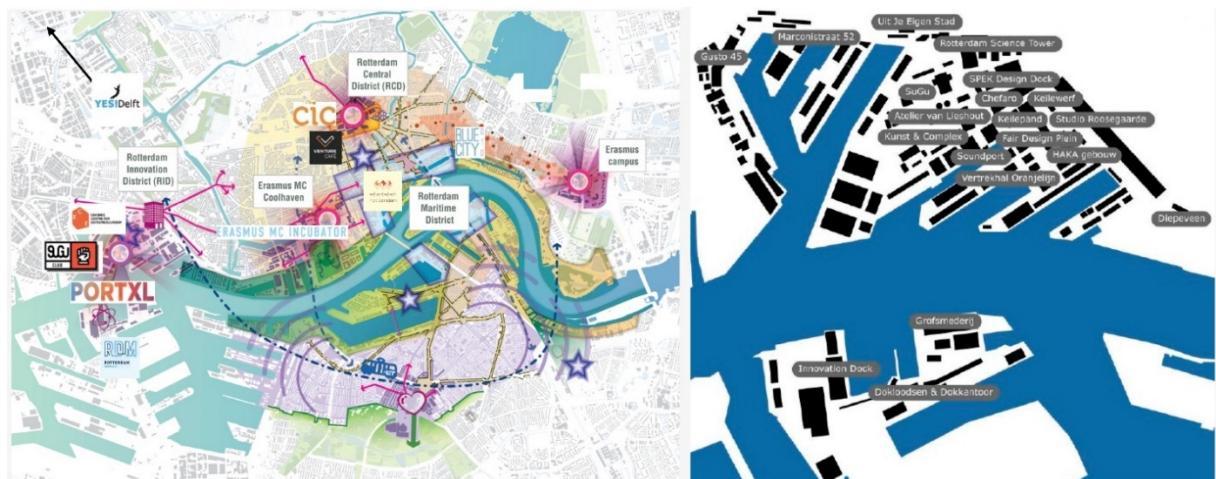 YES!Delft
Rotterdam
Central
District (RCD)
CIC
VENTURE
CAFE
BLUE
CITY
Rotterdam
Innovation
District (RID)
Erasmus MC
Coolhaven
Erasmus
campus
Rotterdam
Maritime
District
ERASMUS MC INCUBATOR
SUGU
CLUB
PORTXL
RDM
ROTTERDAM
Uit Je Eigen Stad
Marconistraat 52
Rotterdam Science Tower
Gusto 45
SPEK Design Dock
SuGu
Chefaro
Keilewerf
Atelier van Lieshout
Keilepand
Studio Roosegaarde
Kunst & Complex
Fair Design Plein
Soundport
HAKA gebouw
Vertrekhal Oranjelijn
Diepeveen
Grofsmederij
Innovation Dock
Dokloodsen & Dokkantoor